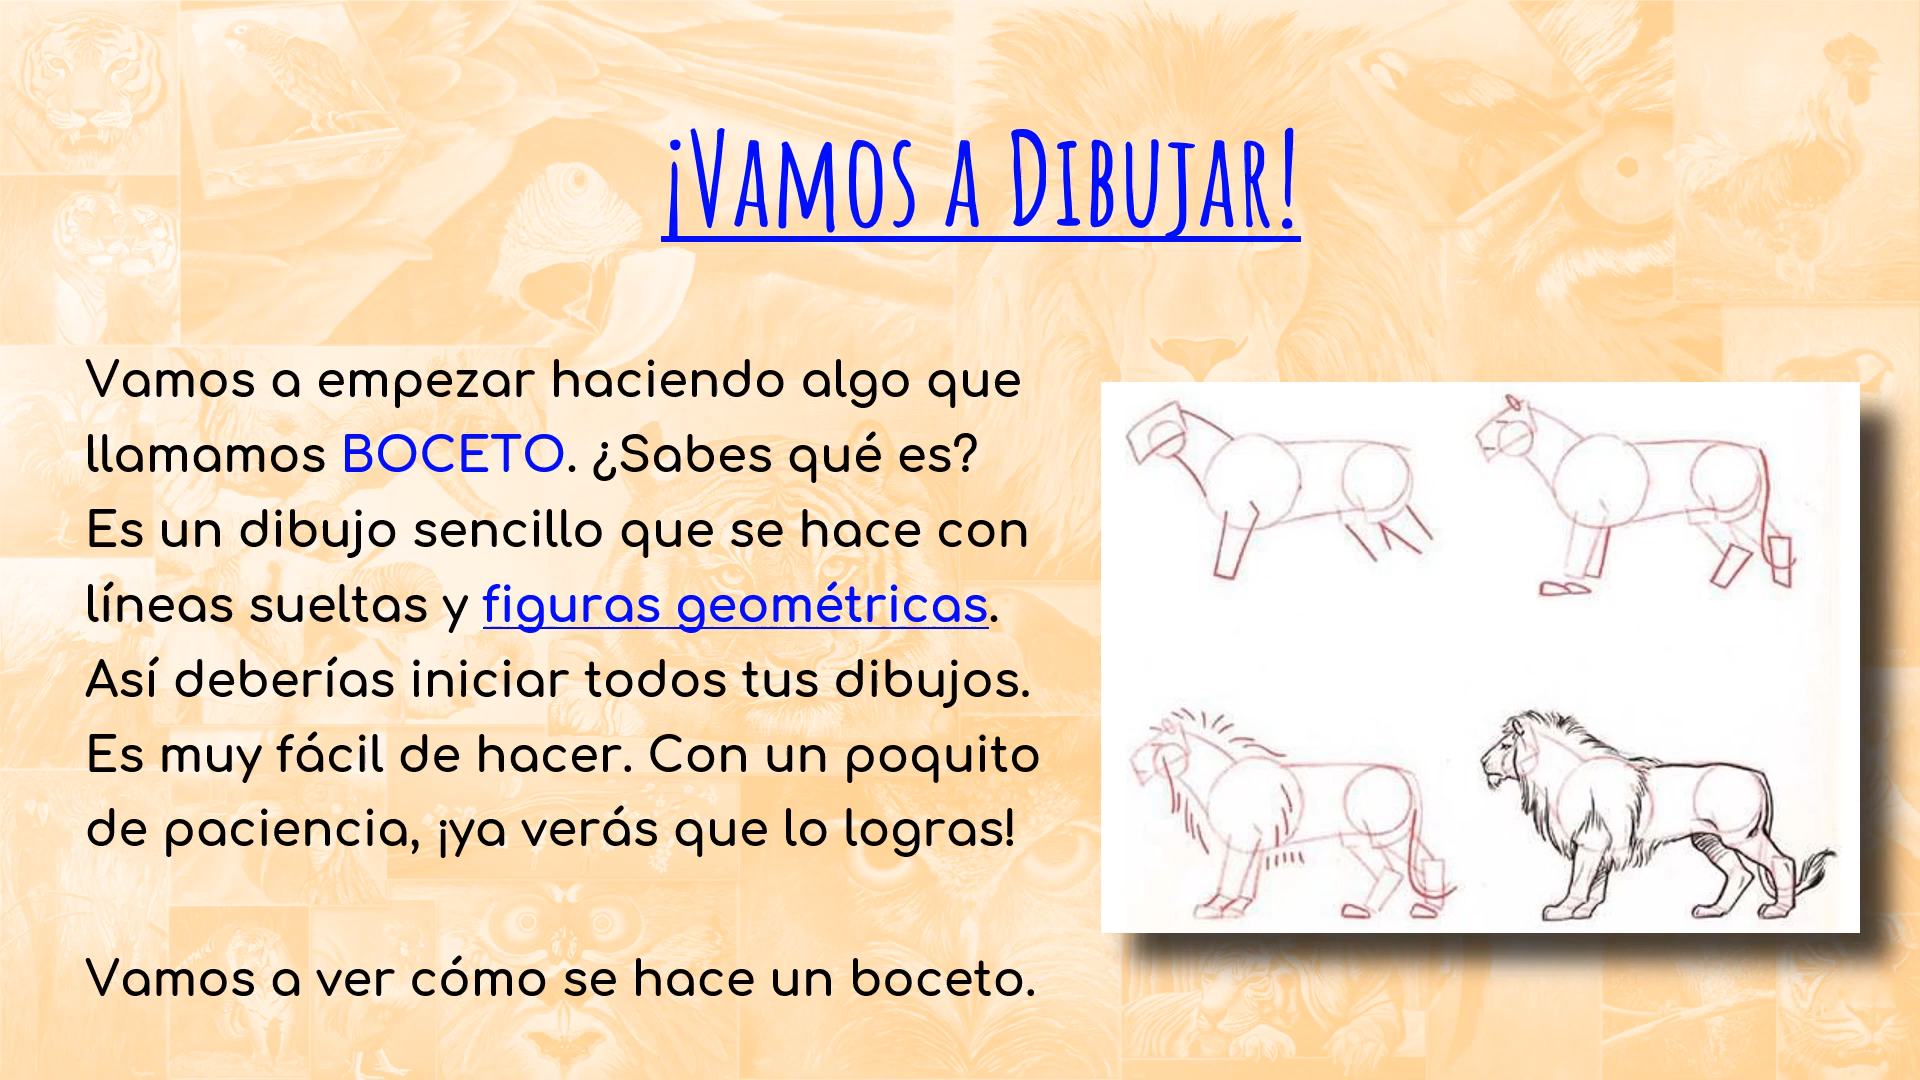 ¡Vamos a Dibujar!
Vamos a empezar haciendo algo que
llamamos BOCETO. ¿Sabes qué es?
Es un dibujo sencillo que se hace con
líneas sueltas y figuras geométricas.
Así deberías iniciar todos tus dibujos.
Es muy fácil de hacer. Con un poquito
de paciencia, ¡ya verás que lo logras!
Vamos a ver cómo se hace un boceto.